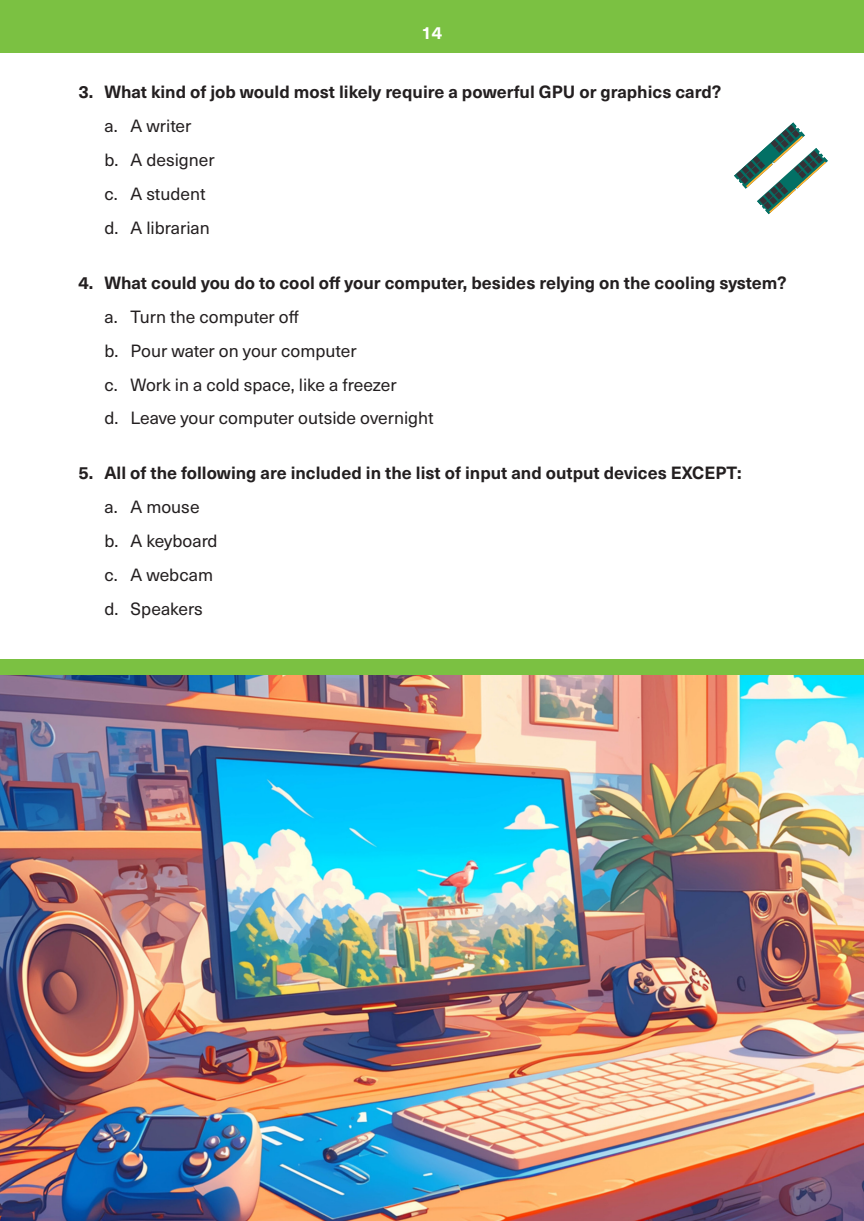 14
3. What kind of job would most likely require a powerful GPU or graphics card?
a. A writer
b. A designer
c. A student
d. A librarian
4. What could you do to cool off your computer, besides relying on the cooling system?
a. Turn the computer off
b. Pour water on your computer
c. Work in a cold space, like a freezer
d. Leave your computer outside overnight
5. All of the following are included in the list of input and output devices EXCEPT:
a. A mouse
b. A keyboard
c. A webcam
d. Speakers